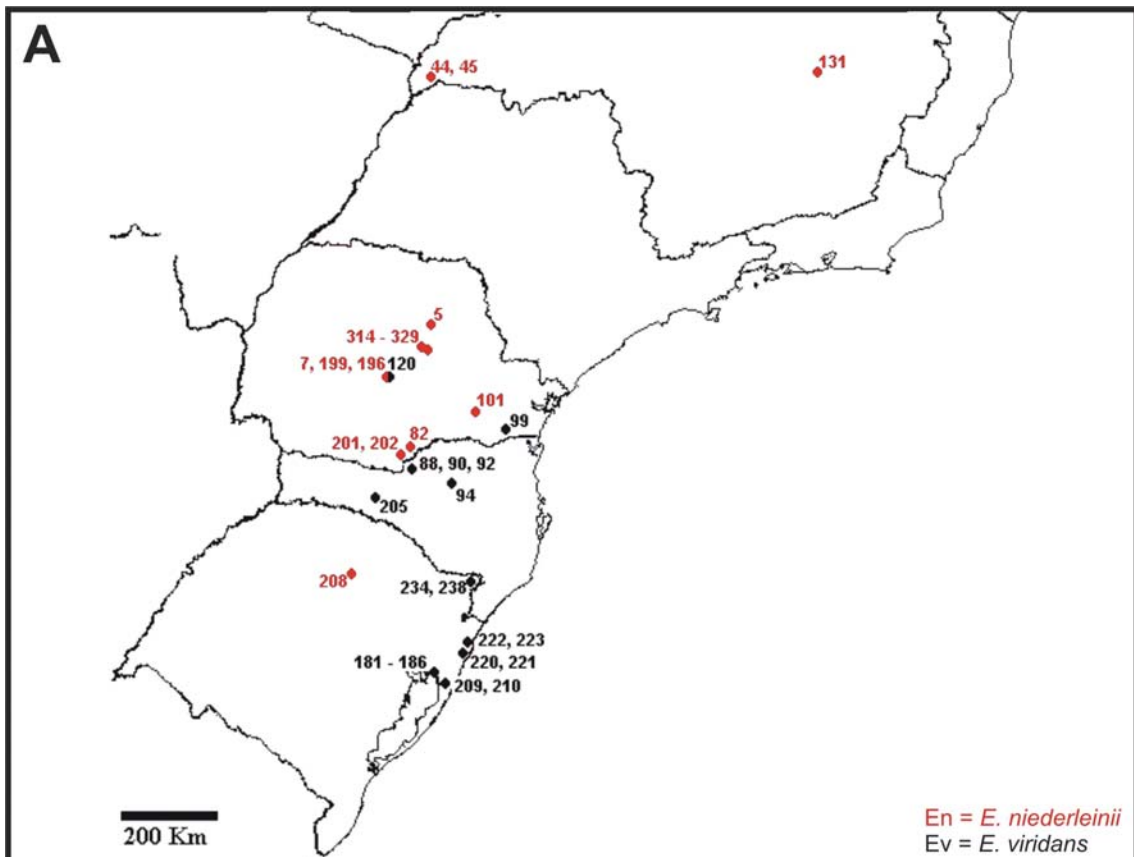 A
44, 45
131
5
314 - 329
7, 199, 196 120
101
99
82
201, 202
88, 90, 92
94
205
208
234, 238
222, 223
181 - 186
220, 221
209, 210
200 Km
En = E. niederleinii
Ev = E. viridans